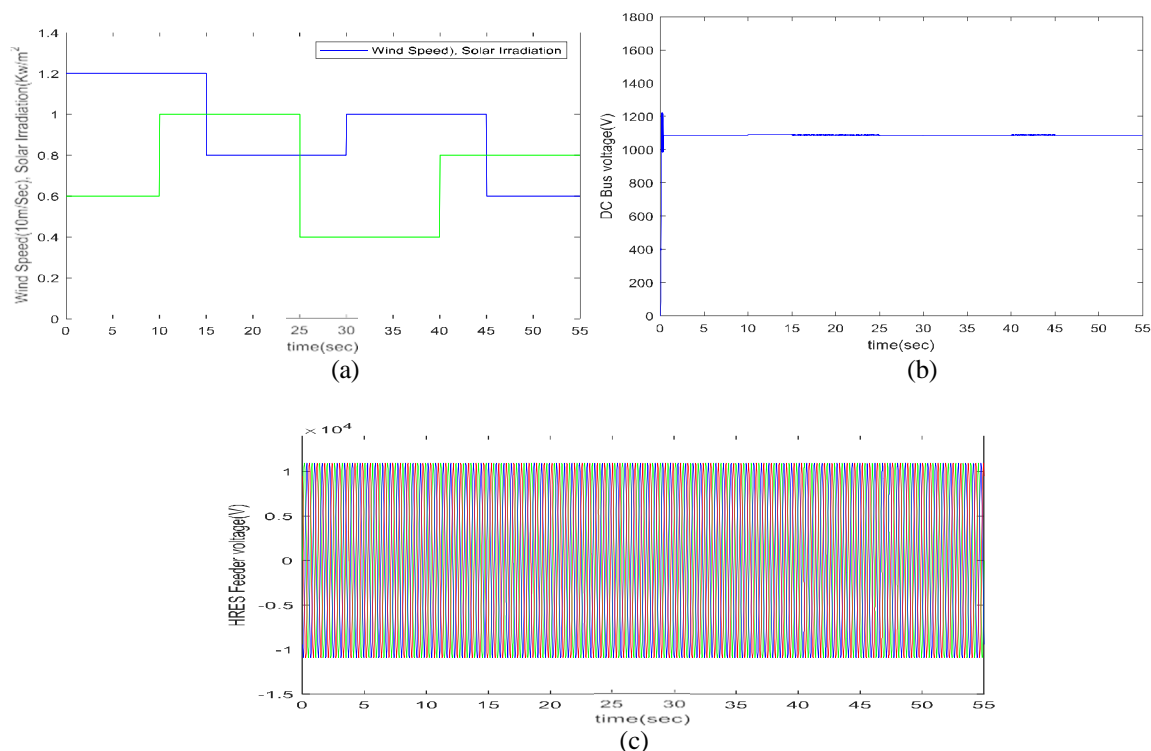 1.4
1.2
1
0.8
0.6
0.4
0.2
0
Wind Speed(10m/Sec), Solar Irradiation(Kw/m²
Wind Speed), Solar Irradiation
0 5 10 15 20 25 30 35 40 45 50 55
time(sec)
(a)
1800
1600
1400
1200
1000
800
600
400
200
0
DC Bus voltage(V)
0 5 10 15 20 25 30 35 40 45 50 55
time(sec)
(b)
× 10⁴
1
0.5
0
-0.5
-1
-1.5
HRES Feeder voltage(V)
0 5 10 15 20 25 30 35 40 45 50 55
time(sec)
(c)